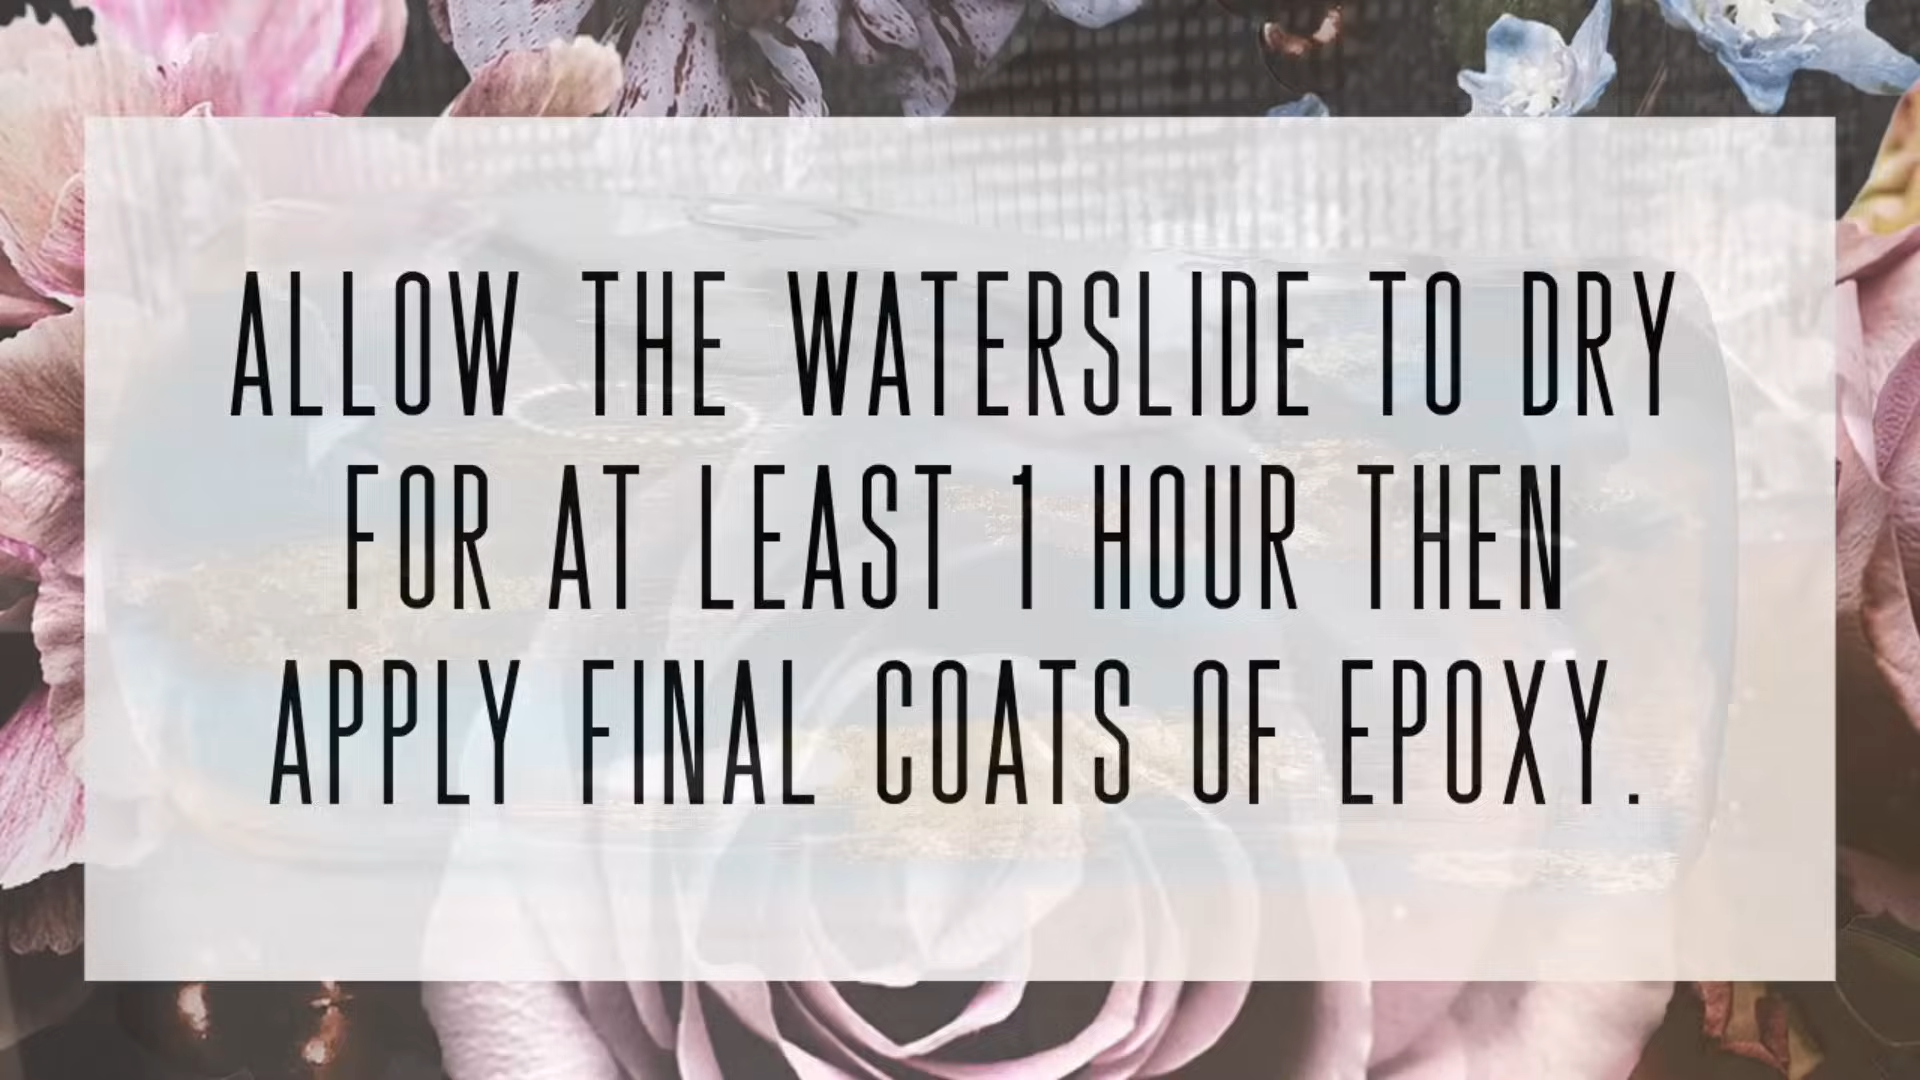 ALLOW THE WATERSLIDE TO DRY
FOR AT LEAST 1 HOUR THEN
APPLY FINAL COATS OF EPOXY.